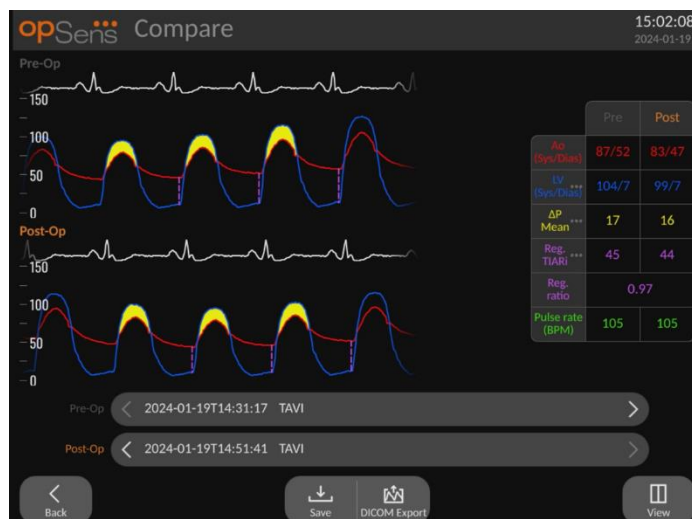 opSens Compare
15:02:08
2024-01-19
Pre-Op
150
100
50
0
Post-Op
150
100
50
0
Pre Post
Ao (Sys/Dias) 87/52 83/47
LV (Sys/Dias) 104/7 99/7
ΔP Mean 17 16
Reg. TIARi 45 44
Reg. ratio 0.97
Pulse rate (BPM) 105 105
Pre-Op 2024-01-19T14:31:17 TAVI
Post-Op 2024-01-19T14:51:41 TAVI
Back Save DICOM Export View